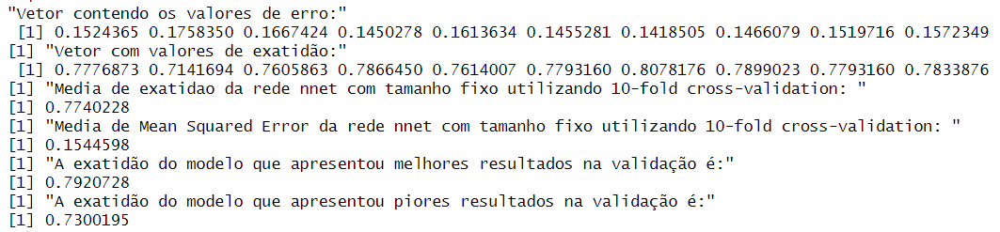 "Vetor contendo os valores de erro:"
[1] 0.1524365 0.1758350 0.1667424 0.1450278 0.1613634 0.1455281 0.1418505 0.1466079 0.1519716 0.1572349
[1] "Vetor com valores de exatidão:"
[1] 0.7776873 0.7141694 0.7605863 0.7866450 0.7614007 0.7793160 0.8078176 0.7899023 0.7793160 0.7833876
[1] "Media de exatidao da rede nnet com tamanho fixo utilizando 10-fold cross-validation: "
[1] 0.7740228
[1] "Media de Mean Squared Error da rede nnet com tamanho fixo utilizando 10-fold cross-validation: "
[1] 0.1544598
[1] "A exatidão do modelo que apresentou melhores resultados na validação é:"
[1] 0.7920728
[1] "A exatidão do modelo que apresentou piores resultados na validação é:"
[1] 0.7300195